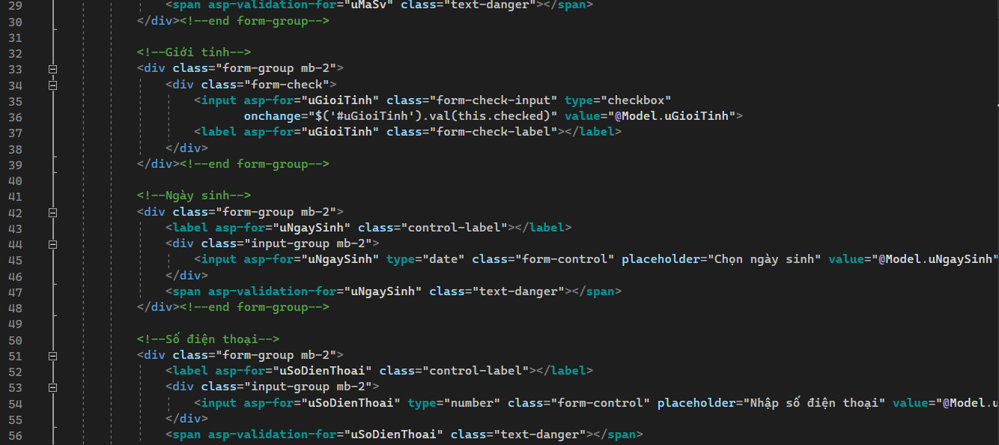 29 <span asp-validation-for="uMaSv" class="text-danger"></span>
30 </div><!--end form-group-->
31
32 <!--Giới tính-->
33 <div class="form-group mb-2">
34 <div class="form-check">
35 <input asp-for="uGioiTinh" class="form-check-input" type="checkbox"
36 onchange="$('#uGioiTinh').val(this.checked)" value="@Model.uGioiTinh">
37 <label asp-for="uGioiTinh" class="form-check-label"></label>
38 </div>
39 </div><!--end form-group-->
40
41 <!--Ngày sinh-->
42 <div class="form-group mb-2">
43 <label asp-for="uNgaySinh" class="control-label"></label>
44 <div class="input-group mb-2">
45 <input asp-for="uNgaySinh" type="date" class="form-control" placeholder="Chọn ngày sinh" value="@Model.uNgaySinh"
46 </div>
47 <span asp-validation-for="uNgaySinh" class="text-danger"></span>
48 </div><!--end form-group-->
49
50 <!--Số điện thoại-->
51 <div class="form-group mb-2">
52 <label asp-for="uSoDienThoai" class="control-label"></label>
53 <div class="input-group mb-2">
54 <input asp-for="uSoDienThoai" type="number" class="form-control" placeholder="Nhập số điện thoại" value="@Model.u
55 </div>
56 <span asp-validation-for="uSoDienThoai" class="text-danger"></span>